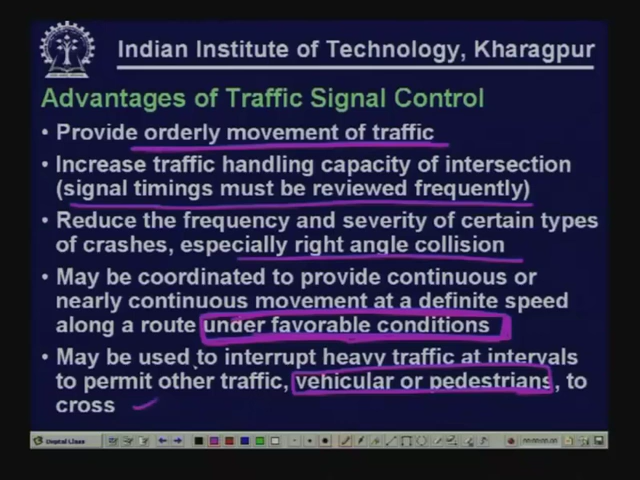 Indian Institute of Technology, Kharagpur
Advantages of Traffic Signal Control
• Provide orderly movement of traffic
• Increase traffic handling capacity of intersection
(signal timings must be reviewed frequently)
• Reduce the frequency and severity of certain types
of crashes, especially right angle collision
• May be coordinated to provide continuous or
nearly continuous movement at a definite speed
along a route under favorable conditions
• May be used to interrupt heavy traffic at intervals
to permit other traffic, vehicular or pedestrians, to
cross
Digital Class